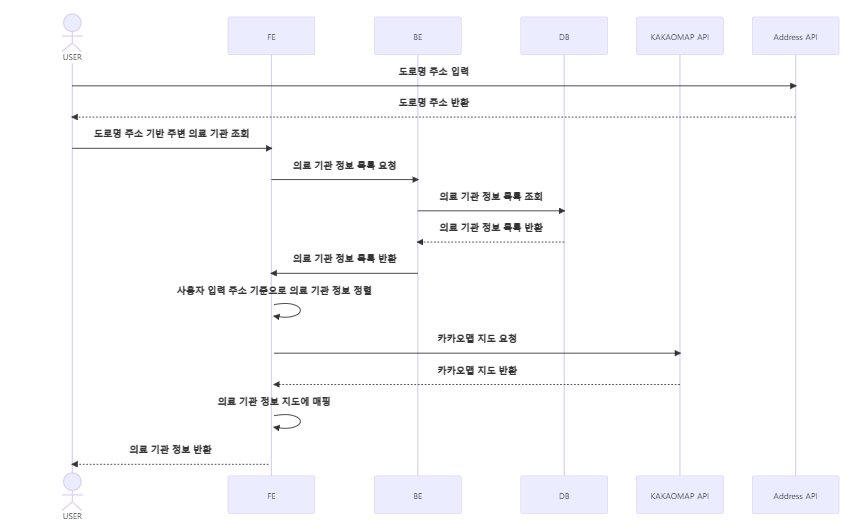 FE
BE
DB
KAKAOMAP API
Address API
USER
도로명 주소 입력
도로명 주소 반환
도로명 주소 기반 주변 의료 기관 조회
의료 기관 정보 목록 요청
의료 기관 정보 목록 조회
의료 기관 정보 목록 반환
의료 기관 정보 목록 반환
사용자 입력 주소 기준으로 의료 기관 정보 정렬
카카오맵 지도 요청
카카오맵 지도 반환
의료 기관 정보 지도에 매핑
의료 기관 정보 반환
FE
BE
DB
KAKAOMAP API
Address API
USER